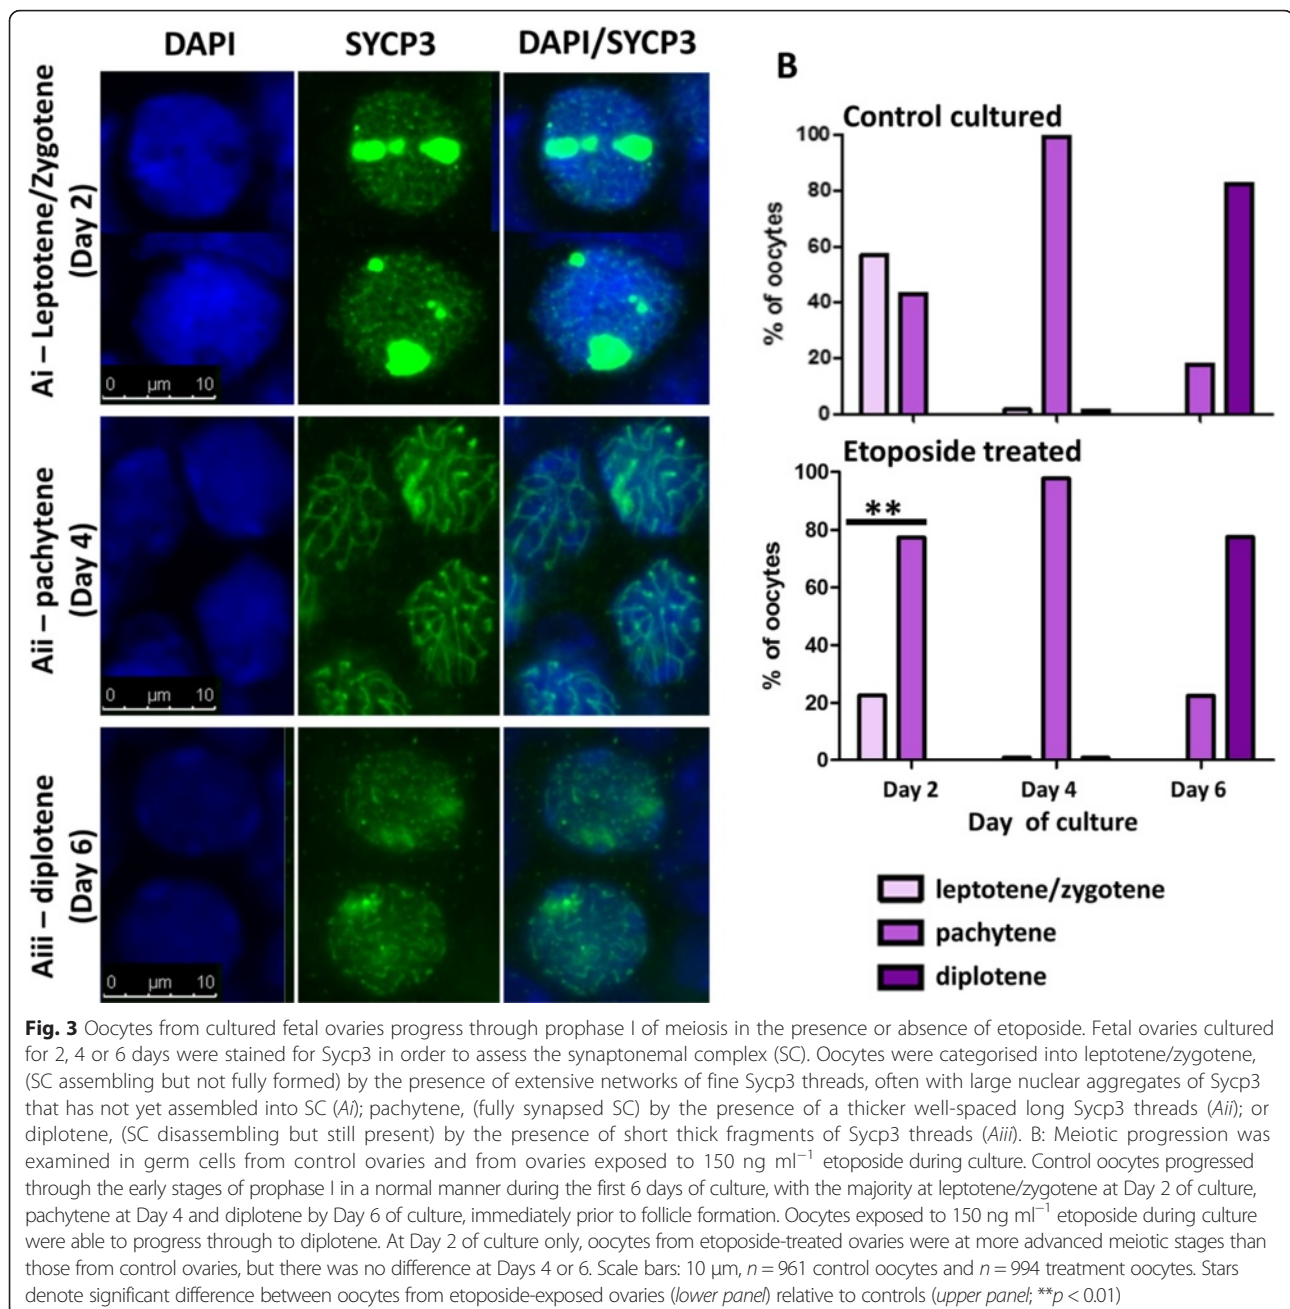 DAPI SYCP3 DAPI/SYCP3
Ai – Leptotene/Zygotene
(Day 2)
0 µm 10
Aii – pachytene
(Day 4)
0 µm 10
Aiii – diplotene
(Day 6)
0 µm 10
B
Control cultured
100
80
60
40
20
0
% of oocytes
Etoposide treated
100
80
60
40
20
0
% of oocytes
**
Day 2 Day 4 Day 6
Day of culture
leptotene/zygotene
pachytene
diplotene
Fig. 3 Oocytes from cultured fetal ovaries progress through prophase I of meiosis in the presence or absence of etoposide. Fetal ovaries cultured
for 2, 4 or 6 days were stained for Sycp3 in order to assess the synaptonemal complex (SC). Oocytes were categorised into leptotene/zygotene,
(SC assembling but not fully formed) by the presence of extensive networks of fine Sycp3 threads, often with large nuclear aggregates of Sycp3
that has not yet assembled into SC (Ai); pachytene, (fully synapsed SC) by the presence of a thicker well-spaced long Sycp3 threads (Aii); or
diplotene, (SC disassembling but still present) by the presence of short thick fragments of Sycp3 threads (Aiii). B: Meiotic progression was
examined in germ cells from control ovaries and from ovaries exposed to 150 ng ml⁻¹ etoposide during culture. Control oocytes progressed
through the early stages of prophase I in a normal manner during the first 6 days of culture, with the majority at leptotene/zygotene at Day 2 of culture,
pachytene at Day 4 and diplotene by Day 6 of culture, immediately prior to follicle formation. Oocytes exposed to 150 ng ml⁻¹ etoposide during culture
were able to progress through to diplotene. At Day 2 of culture only, oocytes from etoposide-treated ovaries were at more advanced meiotic stages than
those from control ovaries, but there was no difference at Days 4 or 6. Scale bars: 10 µm, n = 961 control oocytes and n = 994 treatment oocytes. Stars
denote significant difference between oocytes from etoposide-exposed ovaries (lower panel) relative to controls (upper panel; **p < 0.01)